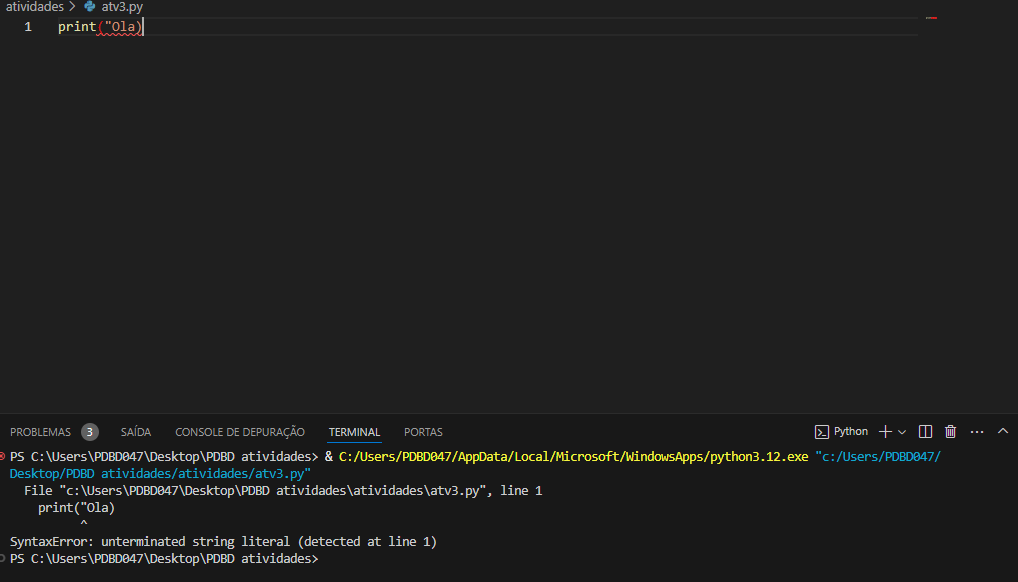 atividades > atv3.py
1 print("Ola)
PROBLEMAS 3 SAÍDA CONSOLE DE DEPURAÇÃO TERMINAL PORTAS Python
PS C:\Users\PDBD047\Desktop\PDBD atividades> & C:/Users/PDBD047/AppData/Local/Microsoft/WindowsApps/python3.12.exe "c:/Users/PDBD047/
Desktop/PDBD atividades/atividades/atv3.py"
File "c:\Users\PDBD047\Desktop\PDBD atividades\atividades\atv3.py", line 1
print("Ola)
^
SyntaxError: unterminated string literal (detected at line 1)
PS C:\Users\PDBD047\Desktop\PDBD atividades>